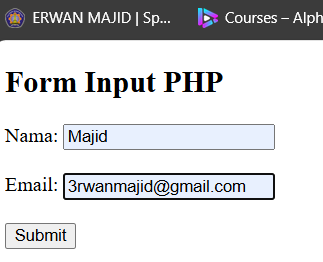 ERWAN MAJID | Sp... Courses – Alph
Form Input PHP
Nama: Majid
Email: 3rwanmajid@gmail.com
Submit